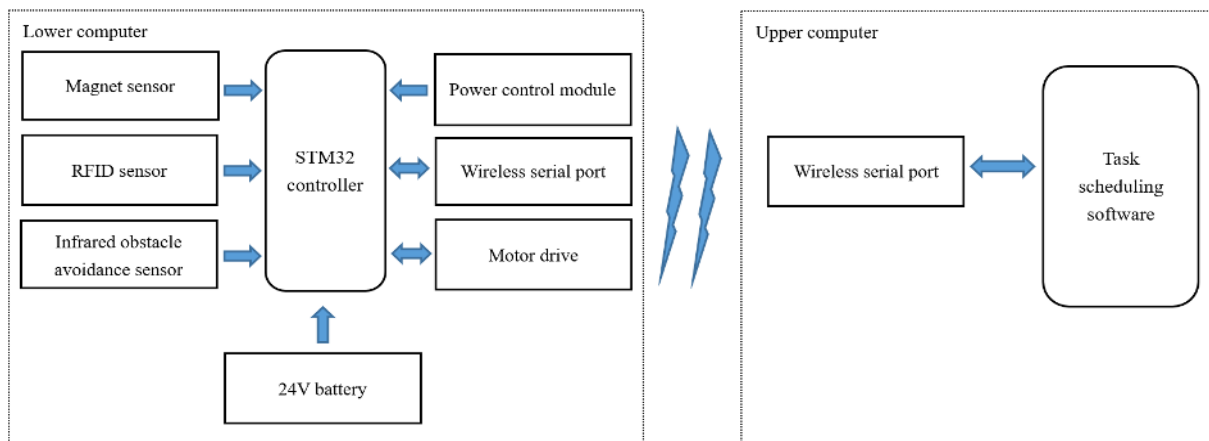 Lower computer
Magnet sensor
RFID sensor
Infrared obstacle
avoidance sensor
STM32
controller
Power control module
Wireless serial port
Motor drive
24V battery
Upper computer
Wireless serial port
Task
scheduling
software